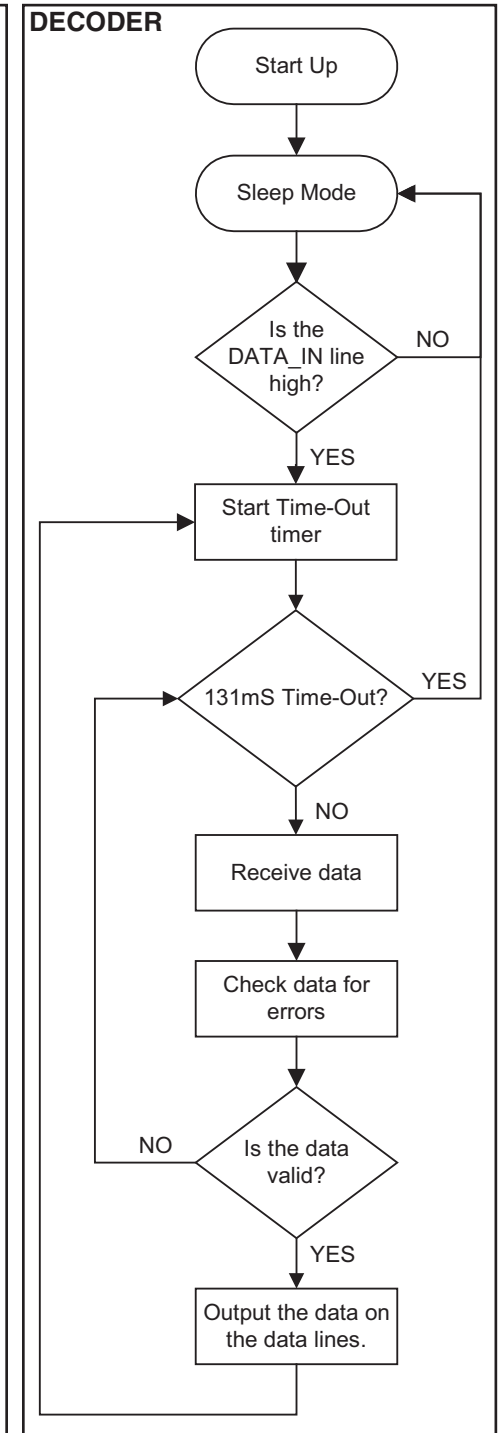 DECODER
Start Up
Sleep Mode
Is the
DATA_IN line
high?
NO
YES
Start Time-Out
timer
131mS Time-Out?
YES
NO
Receive data
Check data for
errors
Is the data
valid?
NO
YES
Output the data on
the data lines.